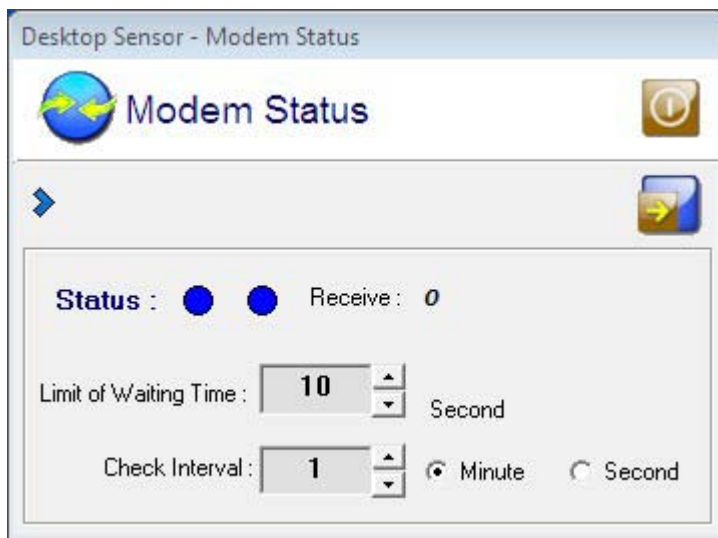 Desktop Sensor - Modem Status
Modem Status
Status : Receive : 0
Limit of Waiting Time : 10 Second
Check Interval : 1 Minute Second